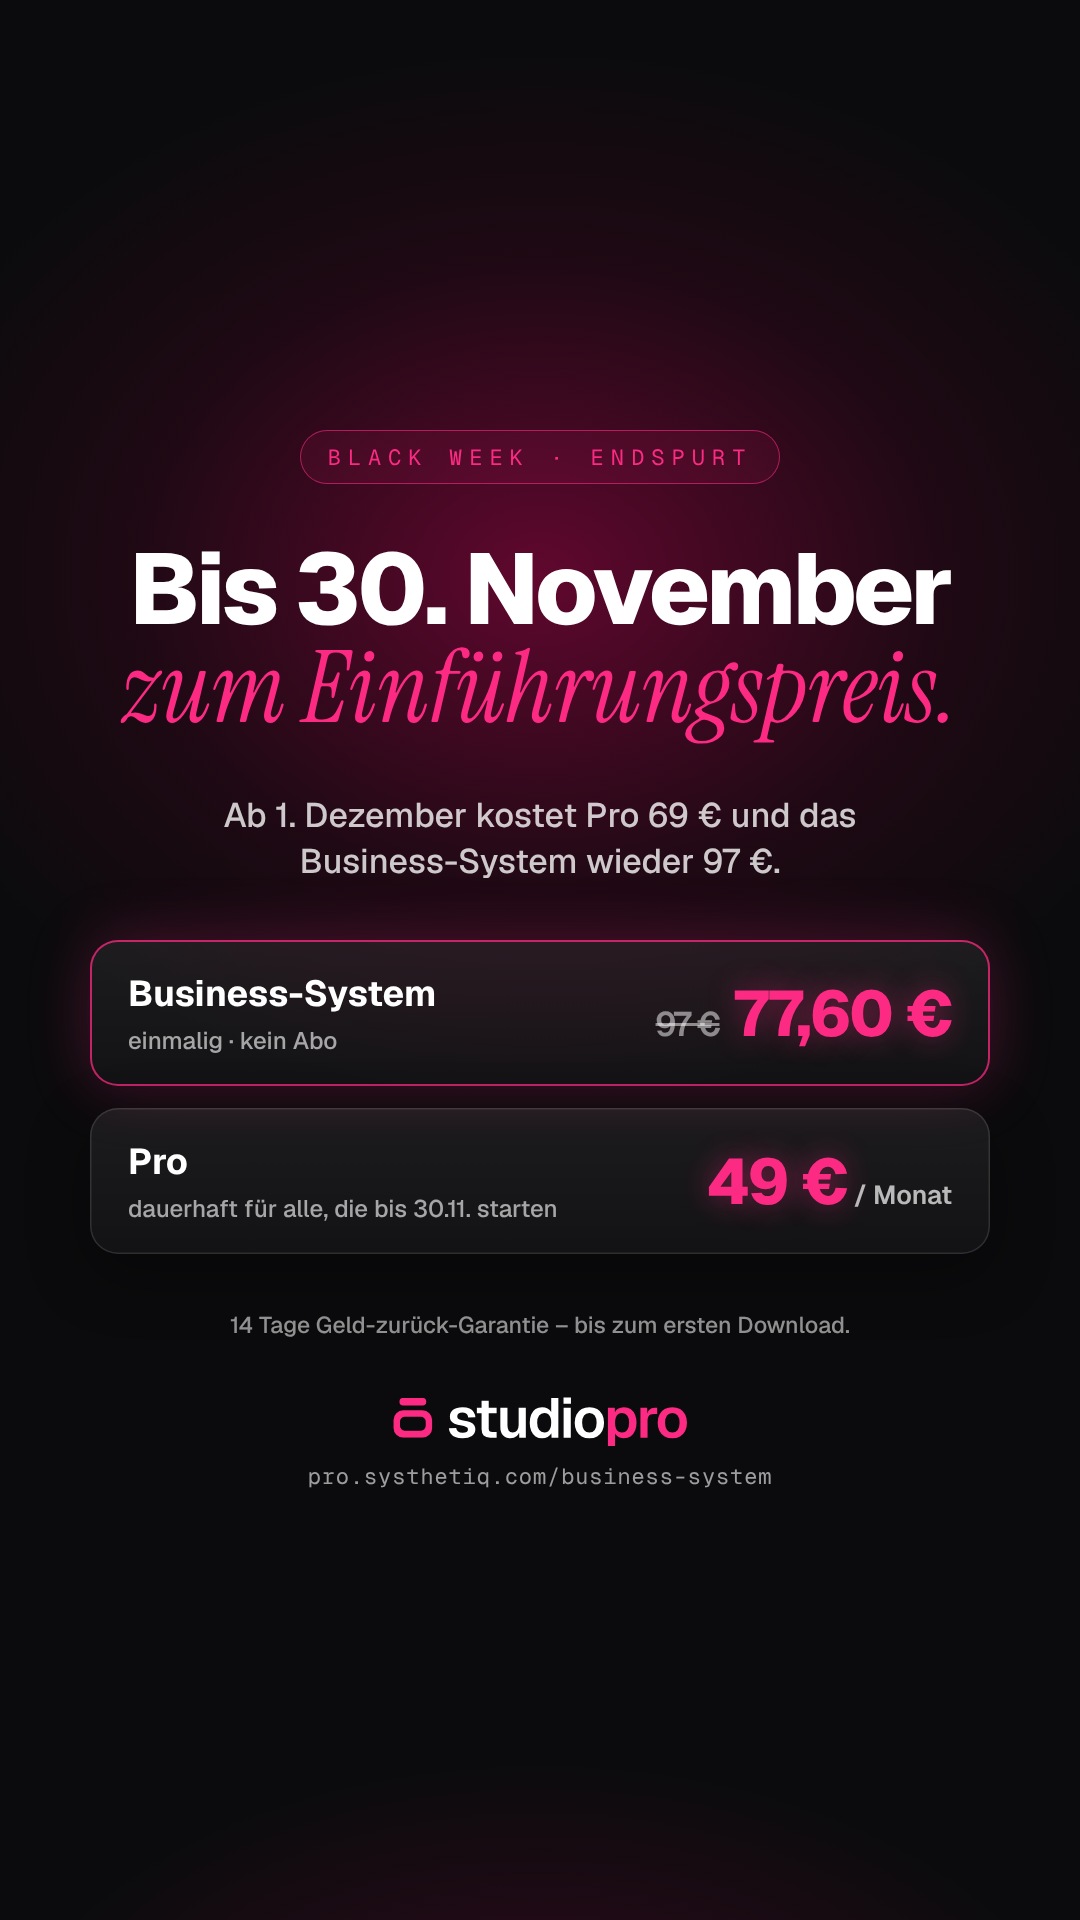 BLACK WEEK · ENDSPURT
Bis 30. November
zum Einführungspreis.
Ab 1. Dezember kostet Pro 69 € und das
Business-System wieder 97 €.
Business-System
einmalig · kein Abo
97 € 77,60 €
Pro
dauerhaft für alle, die bis 30.11. starten
49 € / Monat
14 Tage Geld-zurück-Garantie – bis zum ersten Download.
studiopro
pro.systhetiq.com/business-system